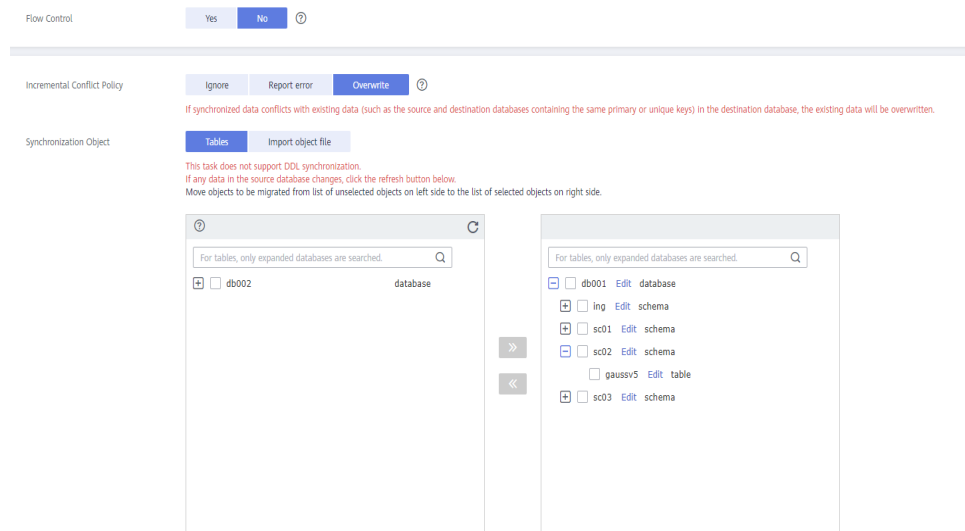 Flow Control Yes No
Incremental Conflict Policy Ignore Report error Overwrite
If synchronized data conflicts with existing data (such as the source and destination databases containing the same primary or unique keys) in the destination database, the existing data will be overwritten.
Synchronization Object Tables Import object file
This task does not support DDL synchronization.
If any data in the source database changes, click the refresh button below.
Move objects to be migrated from list of unselected objects on left side to the list of selected objects on right side.
For tables, only expanded databases are searched.
db002 database
For tables, only expanded databases are searched.
db001 Edit database
ing Edit schema
sc01 Edit schema
sc02 Edit schema
gaussv5 Edit table
sc03 Edit schema